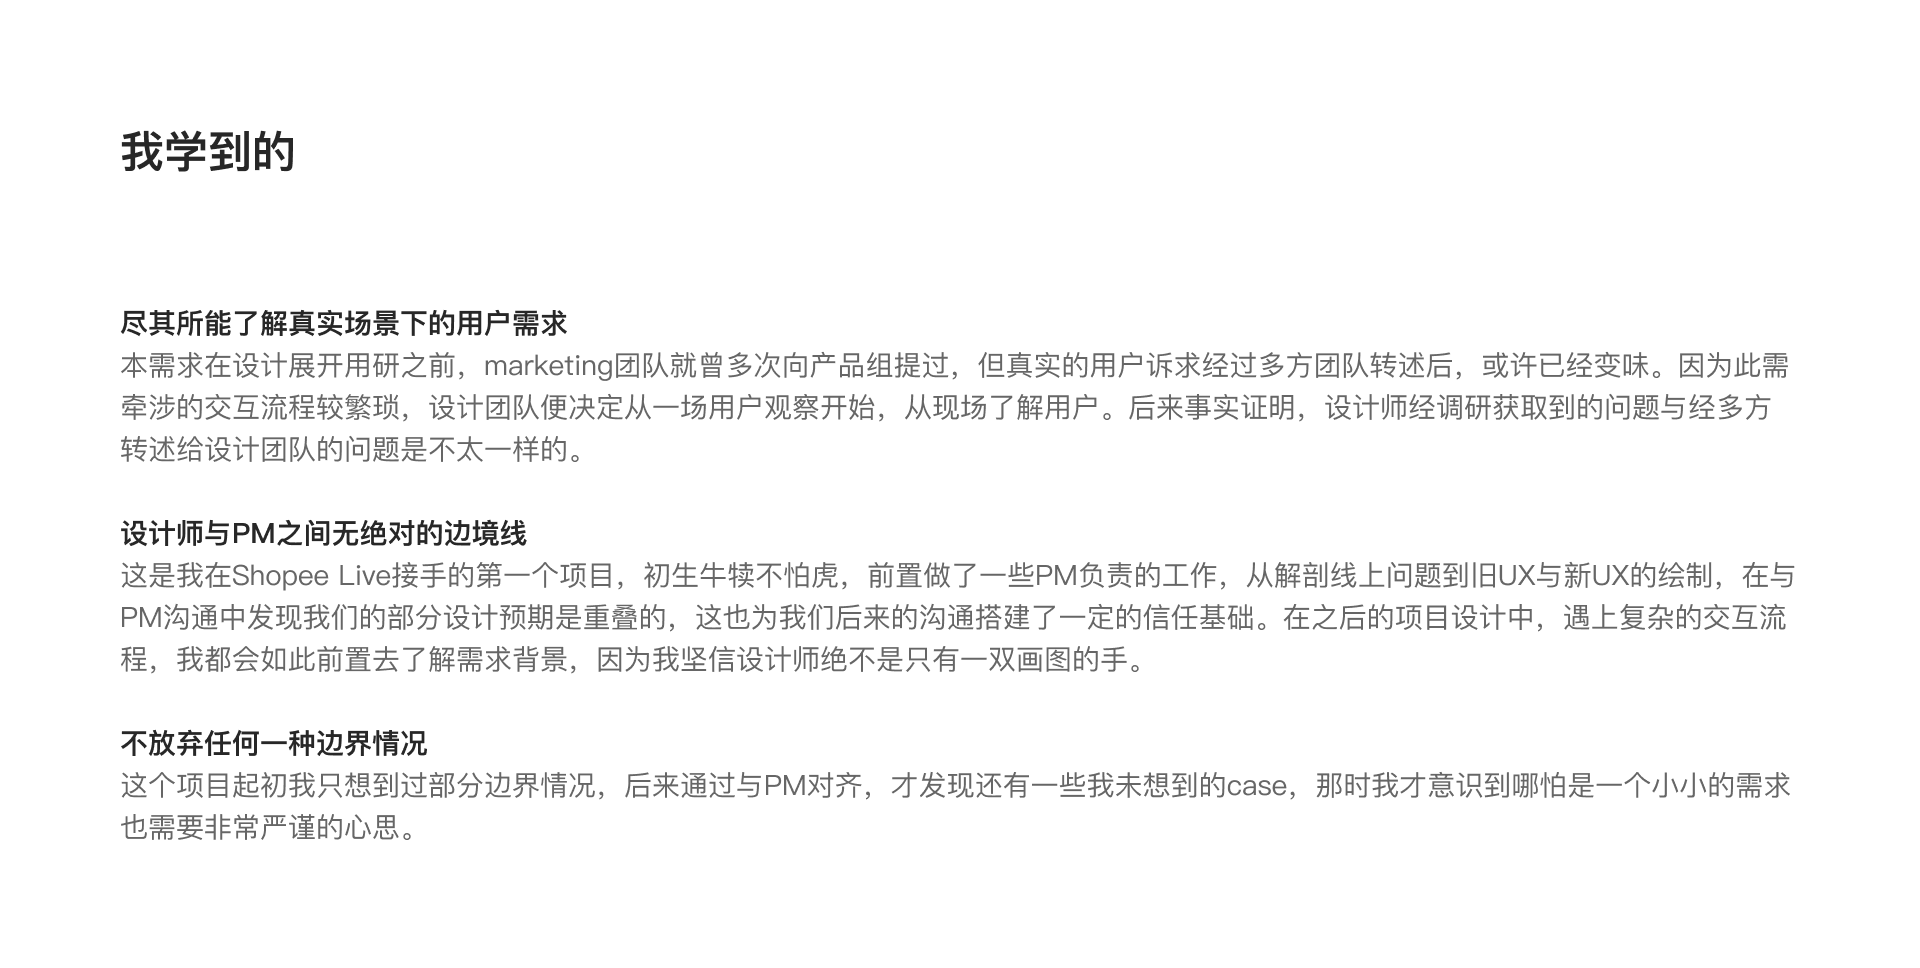 我学到的
尽其所能了解真实场景下的用户需求
本需求在设计展开用研之前，marketing团队就曾多次向产品组提过，但真实的用户诉求经过多方团队转述后，或许已经变味。因为此需
牵涉的交互流程较繁琐，设计团队便决定从一场用户观察开始，从现场了解用户。后来事实证明，设计师经调研获取到的问题与经多方
转述给设计团队的问题是不太一样的。
设计师与PM之间无绝对的边境线
这是我在Shopee Live接手的第一个项目，初生牛犊不怕虎，前置做了一些PM负责的工作，从解剖线上问题到旧UX与新UX的绘制，在与
PM沟通中发现我们的部分设计预期是重叠的，这也为我们后来的沟通搭建了一定的信任基础。在之后的项目设计中，遇上复杂的交互流
程，我都会如此前置去了解需求背景，因为我坚信设计师绝不是只有一双画图的手。
不放弃任何一种边界情况
这个项目起初我只想到过部分边界情况，后来通过与PM对齐，才发现还有一些我未想到的case，那时我才意识到哪怕是一个小小的需求
也需要非常严谨的心思。